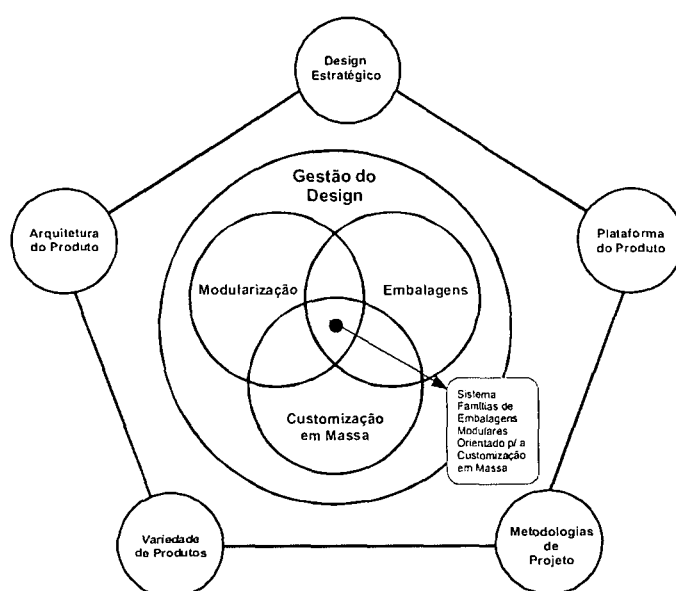 Design
Estratégico
Gestão do
Design
Arquitetura
do Produto
Plataforma
do Produto
Modularização
Embalagens
Customização
em Massa
Sistema
Famílias de
Embalagens
Modulares
Orientado p/ a
Customização
em Massa
Variedade
de Produtos
Metodologias
de
Projeto